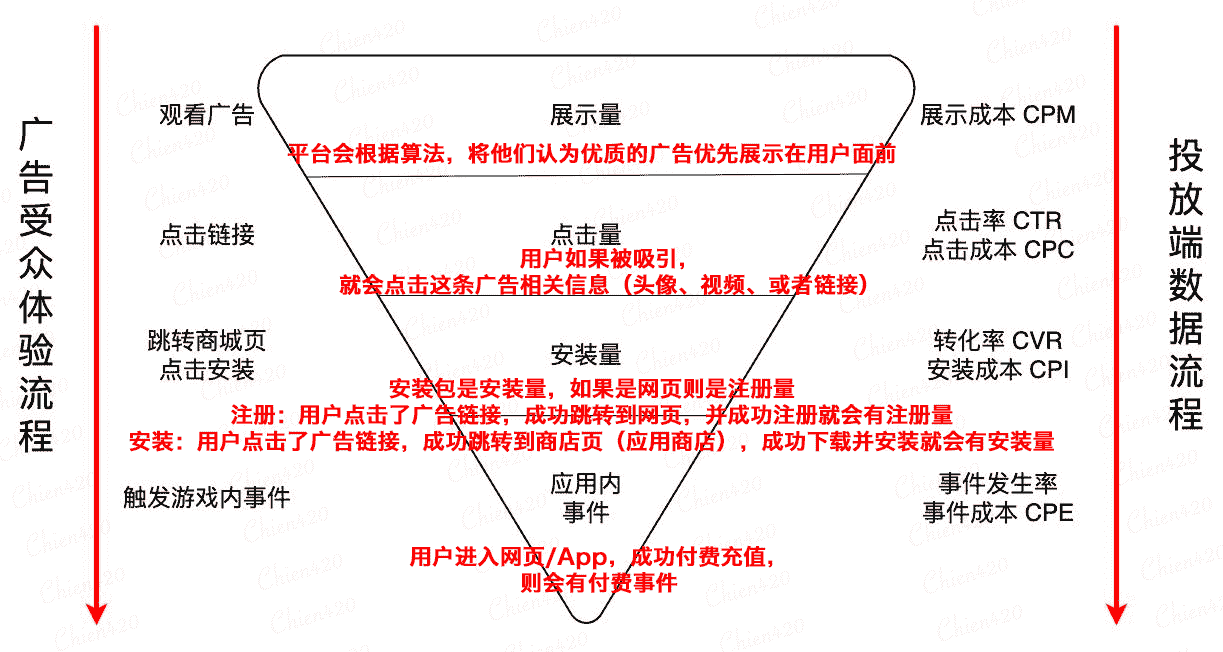 广告受众体验流程
投放端数据流程
观看广告 展示量 展示成本 CPM
平台会根据算法，将他们认为优质的广告优先展示在用户面前
点击链接 点击量 点击率 CTR
点击成本 CPC
用户如果被吸引，
就会点击这条广告相关信息（头像、视频、或者链接）
跳转商城页 安装量 转化率 CVR
点击安装 安装成本 CPI
安装包是安装量，如果是网页则是注册量
注册：用户点击了广告链接，成功跳转到网页，并成功注册就会有注册量
安装：用户点击了广告链接，成功跳转到商店页（应用商店），成功下载并安装就会有安装量
触发游戏内事件 应用内 事件发生率
事件 事件成本 CPE
用户进入网页/App，成功付费充值，
则会有付费事件
Chien420